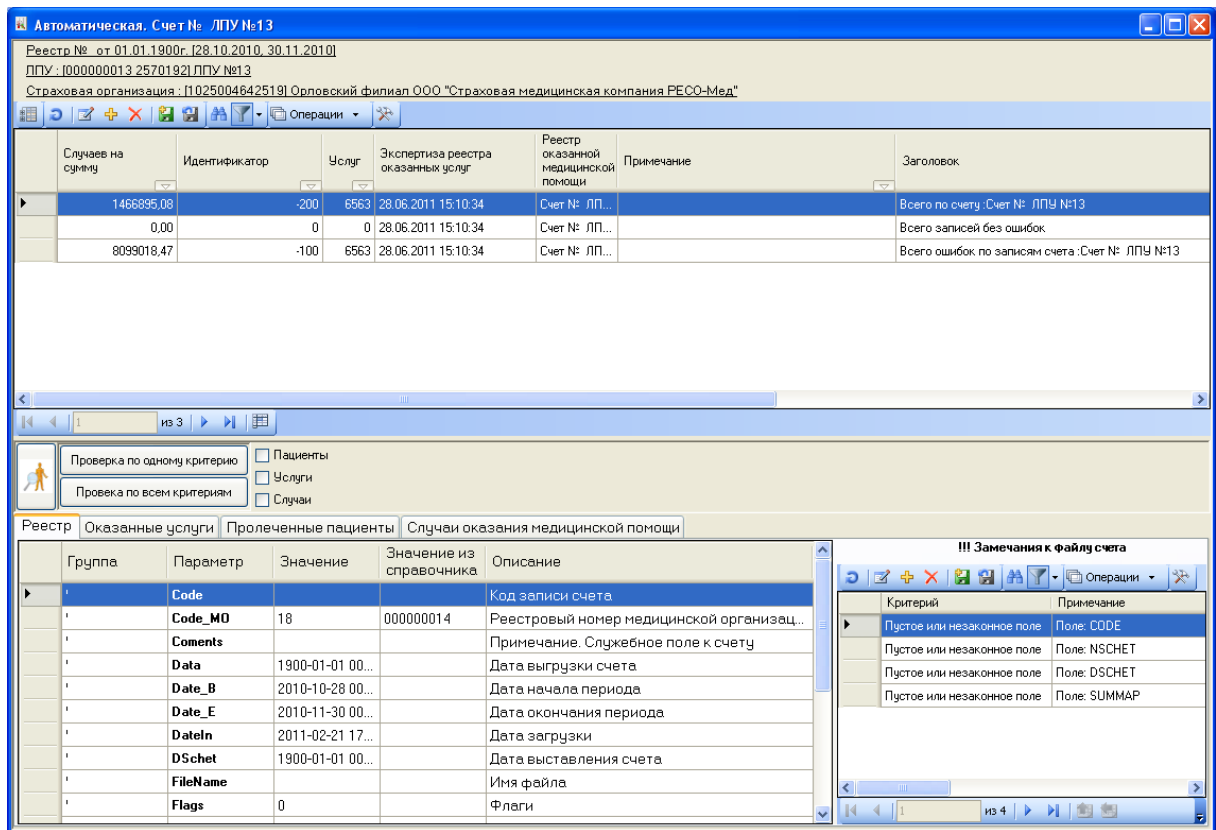 Автоматическая. Счет № ЛПУ №13
Реестр № от 01.01.1900г. [28.10.2010, 30.11.2010]
ЛПУ : [000000013 2570192] ЛПУ №13
Страховая организация : [1025004642519] Орловский филиал ООО "Страховая медицинская компания РЕСО-Мед"
Операции
Случаев на сумму Идентификатор Услуг Экспертиза реестра оказанных услуг Реестр оказанной медицинской помощи Примечание Заголовок
1466895,08 -200 6563 28.06.2011 15:10:34 Счет № ЛП... Всего по счету :Счет № ЛПУ №13
0,00 0 0 28.06.2011 15:10:34 Счет № ЛП... Всего записей без ошибок
8099018,47 -100 6563 28.06.2011 15:10:34 Счет № ЛП... Всего ошибок по записям счета :Счет № ЛПУ №13
1 из 3
Проверка по одному критерию
Провека по всем критериям
Пациенты
Услуги
Случаи
Реестр Оказанные услуги Пролеченные пациенты Случаи оказания медицинской помощи
Группа Параметр Значение Значение из справочника Описание
' Code Код записи счета
' Code_MO 18 000000014 Реестровый номер медицинской организац...
' Coments Примечание. Служебное поле к счету
' Data 1900-01-01 00... Дата выгрузки счета
' Date_B 2010-10-28 00... Дата начала периода
' Date_E 2010-11-30 00... Дата окончания периода
' DateIn 2011-02-21 17... Дата загрузки
' DSchet 1900-01-01 00... Дата выставления счета
' FileName Имя файла
' Flags 0 Флаги
!!! Замечания к файлу счета
Операции
Критерий Примечание
Пустое или незаконное поле Поле: CODE
Пустое или незаконное поле Поле: NSCHET
Пустое или незаконное поле Поле: DSCHET
Пустое или незаконное поле Поле: SUMMAP
1 из 4